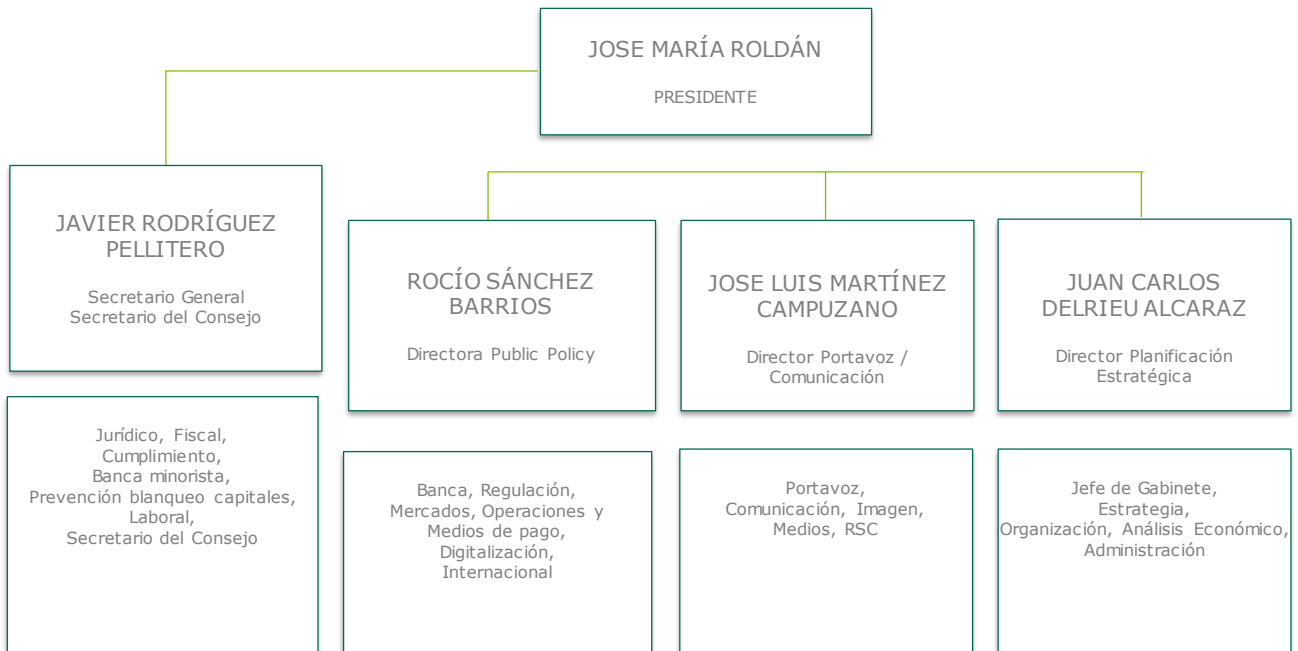 JOSE MARÍA ROLDÁN
PRESIDENTE
JAVIER RODRÍGUEZ
PELLITERO
Secretario General
Secretario del Consejo
ROCÍO SÁNCHEZ
BARRIOS
Directora Public Policy
JOSE LUIS MARTÍNEZ
CAMPUZANO
Director Portavoz /
Comunicación
JUAN CARLOS
DELRIEU ALCARAZ
Director Planificación
Estratégica
Jurídico, Fiscal,
Cumplimiento,
Banca minorista,
Prevención blanqueo capitales,
Laboral,
Secretario del Consejo
Banca, Regulación,
Mercados, Operaciones y
Medios de pago,
Digitalización,
Internacional
Portavoz,
Comunicación, Imagen,
Medios, RSC
Jefe de Gabinete,
Estrategia,
Organización, Análisis Económico,
Administración